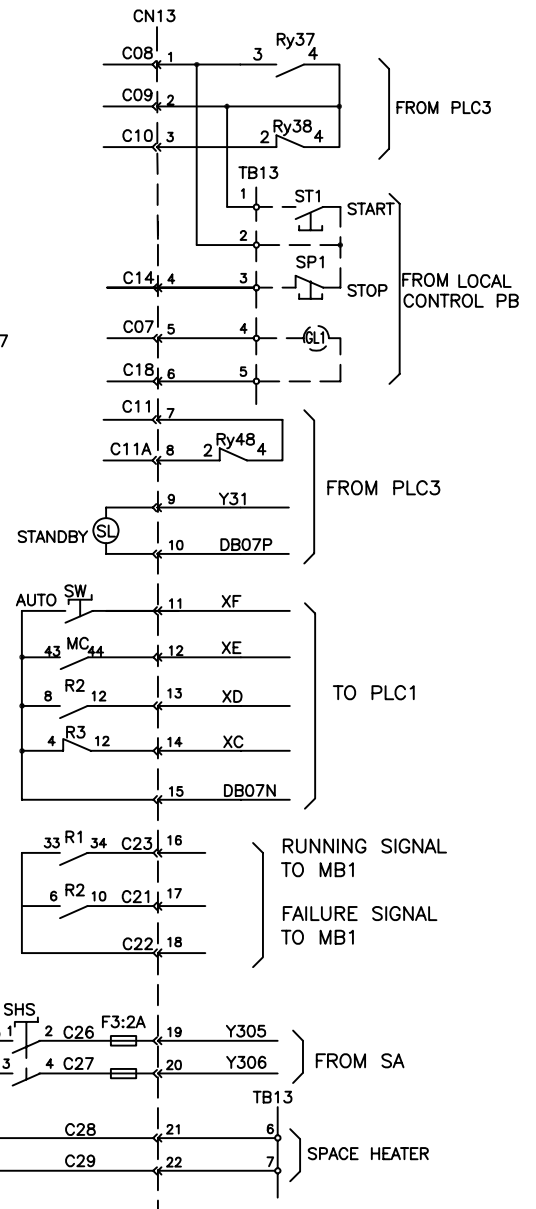 CN13
C08 1 3 Ry37 4
C09 2
FROM PLC3
C10 3 2 Ry38 4
TB13
1 ST1 START
2
SP1
C14 4 3 STOP
FROM LOCAL
CONTROL PB
C07 5 4 GL1
7
C18 6 5
C11 7
C11A 8 2 Ry48 4
FROM PLC3
9 Y31
STANDBY SL
10 DB07P
AUTO SW 11 XF
43 MC 44 12 XE
TO PLC1
8 R2 12 13 XD
4 R3 12 14 XC
15 DB07N
33 R1 34 C23 16
RUNNING SIGNAL
TO MB1
6 R2 10 C21 17
FAILURE SIGNAL
TO MB1
C22 18
SHS
1 2 C26 F3:2A 19 Y305
FROM SA
3 4 C27 20 Y306
TB13
C28 21 6
SPACE HEATER
C29 22 7